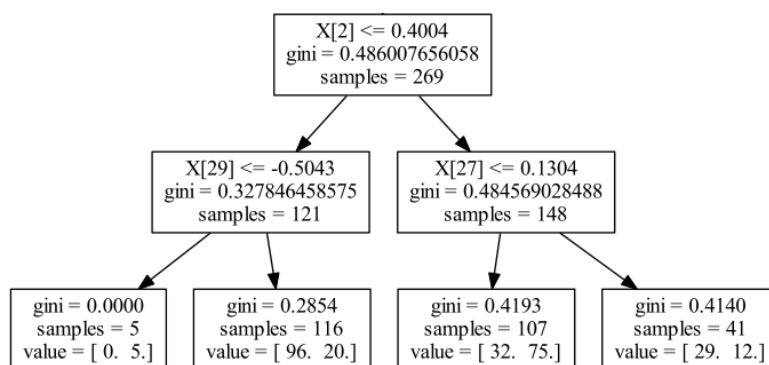 X[2] <= 0.4004
gini = 0.486007656058
samples = 269
X[29] <= -0.5043
gini = 0.327846458575
samples = 121
X[27] <= 0.1304
gini = 0.484569028488
samples = 148
gini = 0.0000
samples = 5
value = [ 0. 5.]
gini = 0.2854
samples = 116
value = [ 96. 20.]
gini = 0.4193
samples = 107
value = [ 32. 75.]
gini = 0.4140
samples = 41
value = [ 29. 12.]